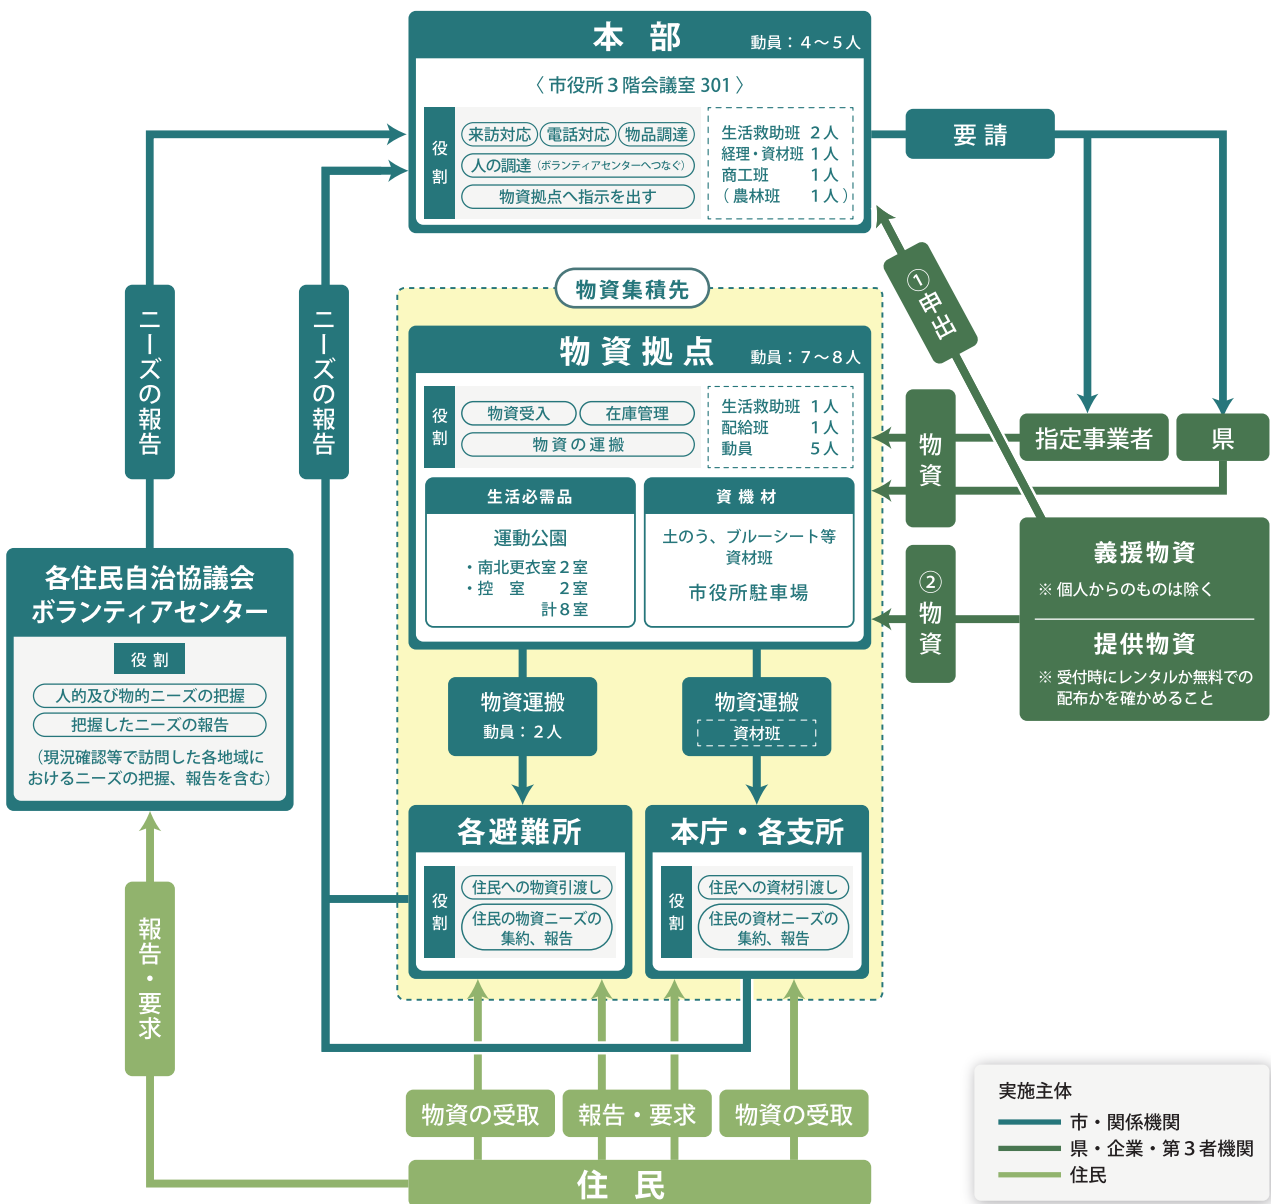 本部
動員：4〜5人
〈市役所3階会議室301〉
役割
来訪対応
電話対応
物品調達
人の調達（ボランティアセンターへつなぐ）
物資拠点へ指示を出す
生活救助班 2人
経理・資材班 1人
商工班 1人
（農林班 1人）
要請
①申出
ニーズの報告
ニーズの報告
物資集積先
物資拠点
動員：7〜8人
役割
物資受入
在庫管理
物資の運搬
生活救助班 1人
配給班 1人
動員 5人
生活必需品
運動公園
・南北更衣室2室
・控室 2室
計8室
資機材
土のう、ブルーシート等
資材班
市役所駐車場
物資
指定事業者
県
②物資
義援物資
※個人からのものは除く
提供物資
※受付時にレンタルか無料での
配布かを確かめること
各住民自治協議会
ボランティアセンター
役割
人的及び物的ニーズの把握
把握したニーズの報告
（現況確認等で訪問した各地域に
おけるニーズの把握、報告を含む）
物資運搬
動員：2人
物資運搬
資材班
各避難所
役割
住民への物資引渡し
住民の物資ニーズの
集約、報告
本庁・各支所
役割
住民への資材引渡し
住民の資材ニーズの
集約、報告
報告・要求
物資の受取
報告・要求
物資の受取
住民
実施主体
市・関係機関
県・企業・第3者機関
住民